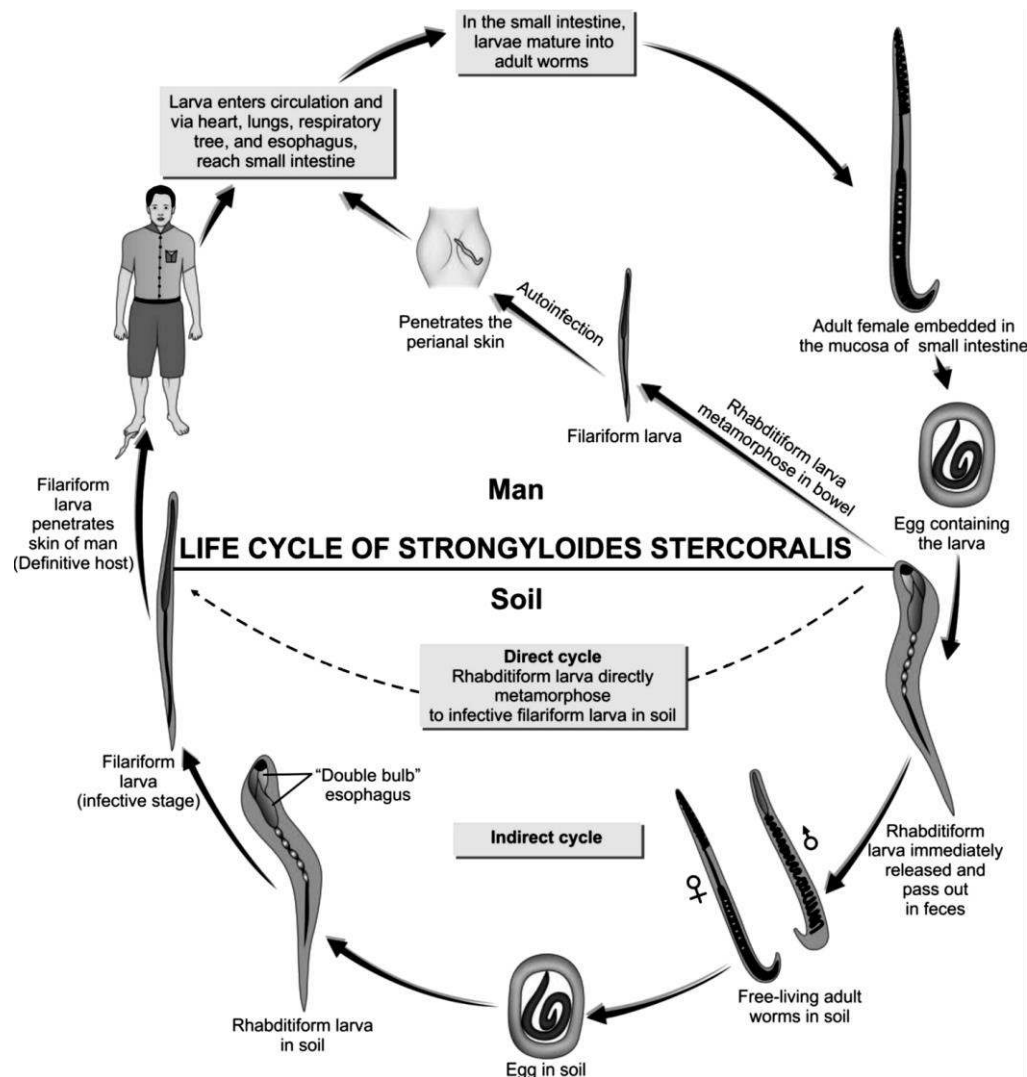 In the small intestine,
larvae mature into
adult worms
Larva enters circulation and
via heart, lungs, respiratory
tree, and esophagus,
reach small intestine
Penetrates the
perianal skin
Autoinfection
Filariform larva
Rhabditiform larva
metamorphose in bowel
Adult female embedded in
the mucosa of small intestine
Egg containing
the larva
Filariform
larva
penetrates
skin of man
(Definitive host)
Man
LIFE CYCLE OF STRONGYLOIDES STERCORALIS
Soil
Direct cycle
Rhabditiform larva directly
metamorphose
to infective filariform larva in soil
Filariform
larva
(infective stage)
"Double bulb"
esophagus
Indirect cycle
♀
♂
Rhabditiform
larva immediately
released and
pass out
in feces
Free-living adult
worms in soil
Rhabditiform larva
in soil
Egg in soil